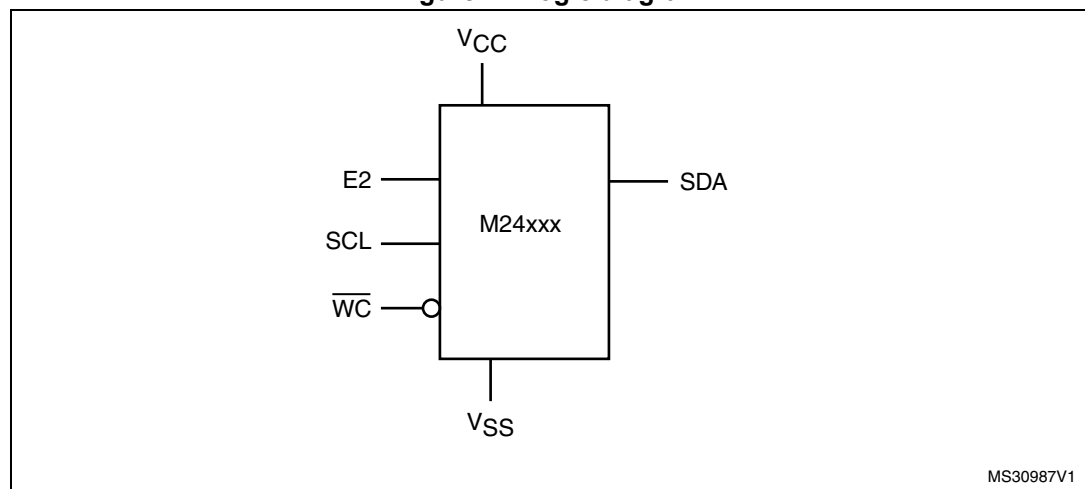 VCC
E2
SDA
M24xxx
SCL
WC
VSS
MS30987V1